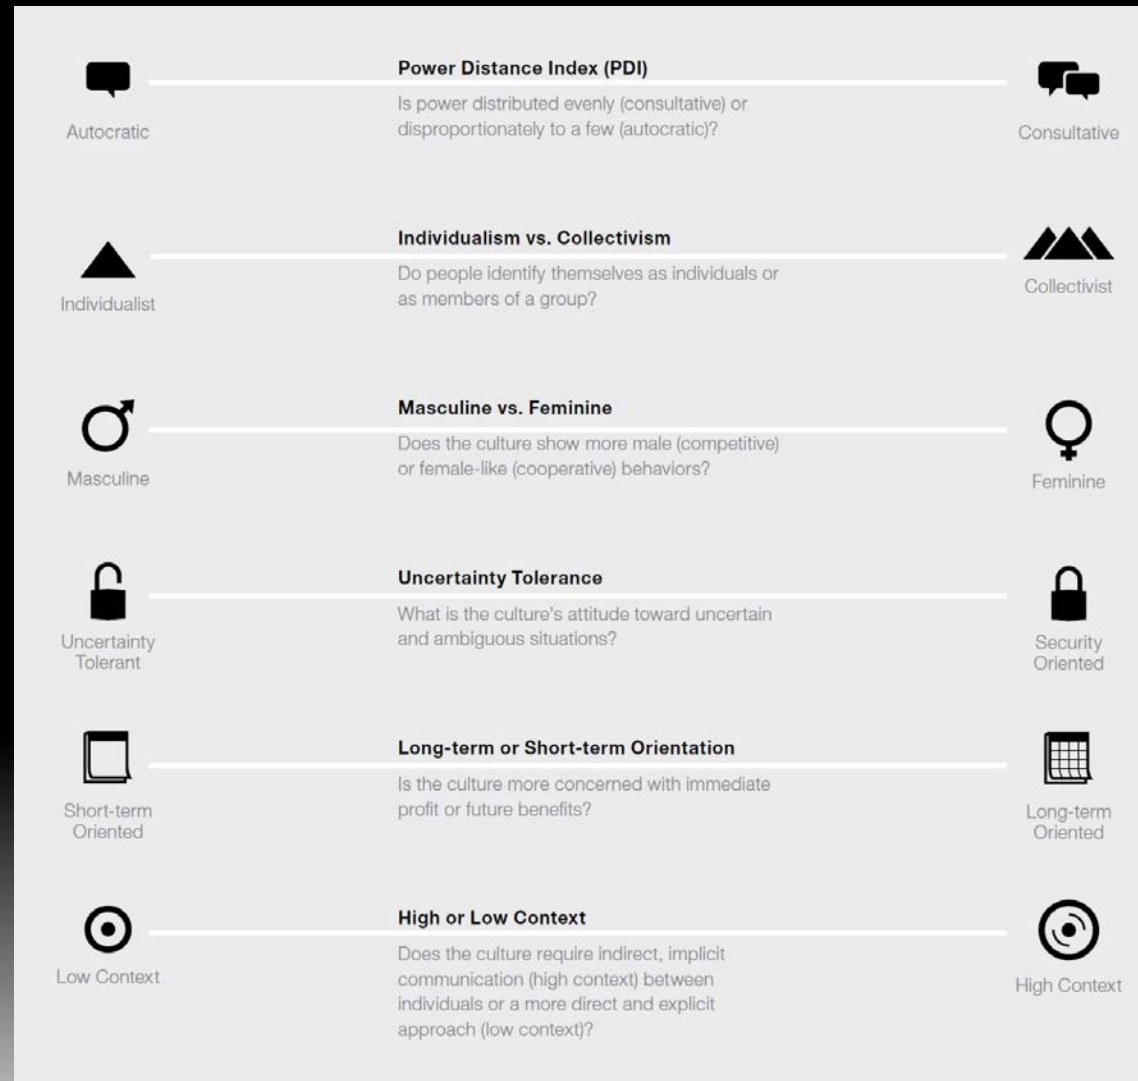 Power Distance Index (PDI)
Is power distributed evenly (consultative) or
disproportionately to a few (autocratic)?
Autocratic
Consultative
Individualism vs. Collectivism
Do people identify themselves as individuals or
as members of a group?
Individualist
Collectivist
Masculine vs. Feminine
Does the culture show more male (competitive)
or female-like (cooperative) behaviors?
Masculine
Feminine
Uncertainty Tolerance
What is the culture's attitude toward uncertain
and ambiguous situations?
Uncertainty
Tolerant
Security
Oriented
Long-term or Short-term Orientation
Is the culture more concerned with immediate
profit or future benefits?
Short-term
Oriented
Long-term
Oriented
High or Low Context
Does the culture require indirect, implicit
communication (high context) between
individuals or a more direct and explicit
approach (low context)?
Low Context
High Context